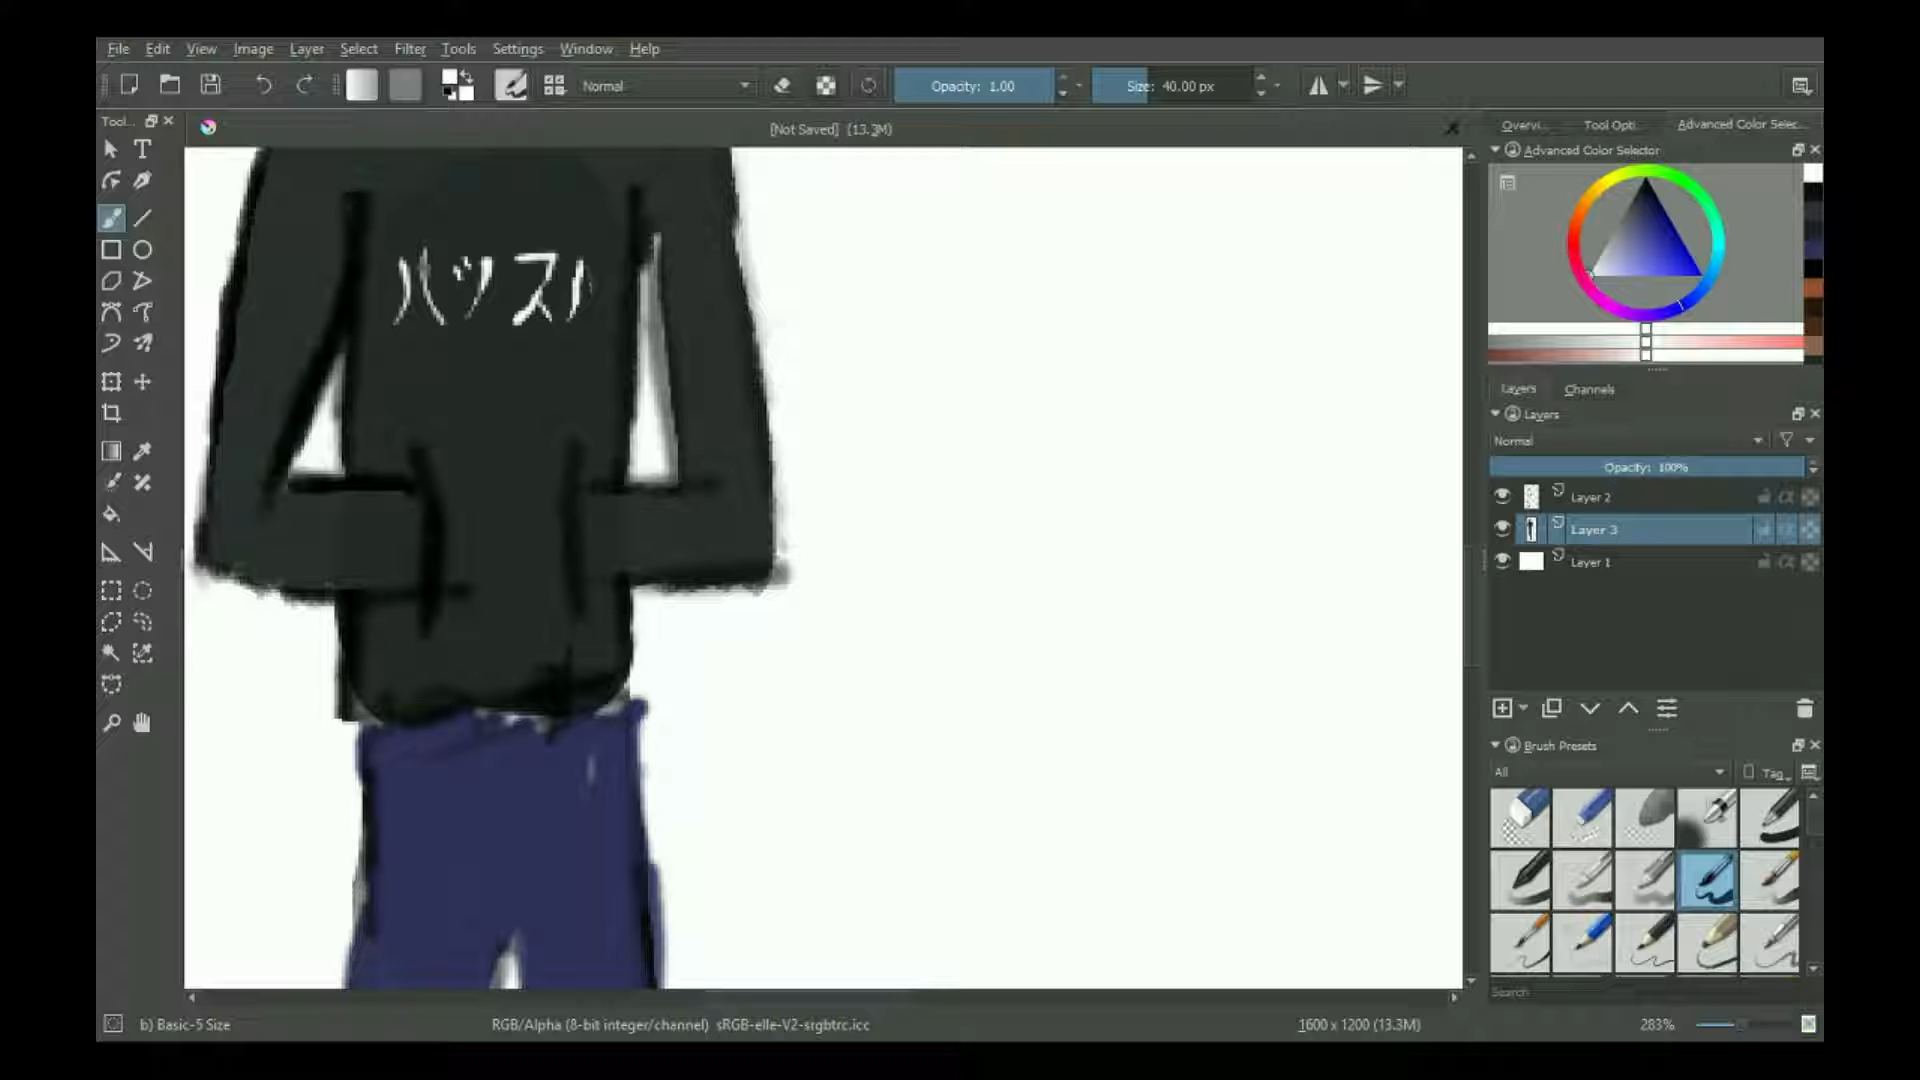 File Edit View Image Layer Select Filter Tools Settings Window Help
Normal
Opacity: 1.00
Size: 40.00 px
Tool...
[Not Saved] (13.3M)
Overvi...
Tool Opti...
Advanced Color Selec...
Advanced Color Selector
ハツス
Layers Channels
Layers
Normal
Opacity: 100%
Layer 2
Layer 3
Layer 1
Brush Presets
All
Tag
Search
b) Basic-5 Size
RGB/Alpha (8-bit integer/channel) sRGB-elle-V2-srgbtrc.icc
1600 x 1200 (13.3M)
283%